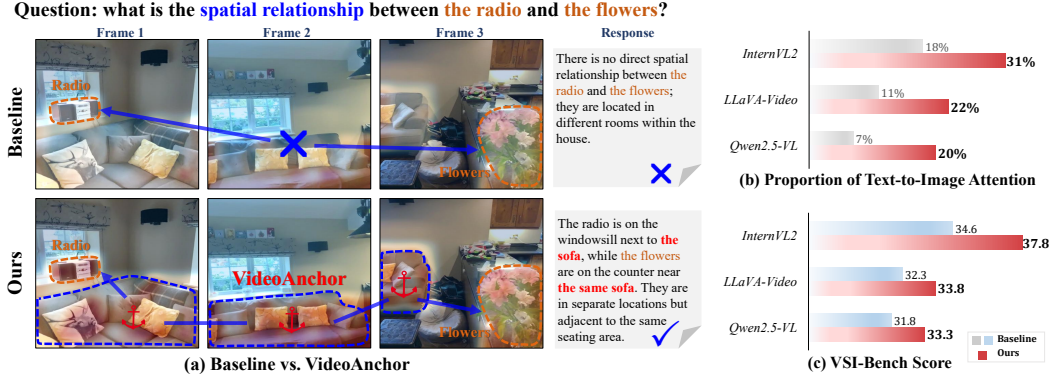 Question: what is the spatial relationship between the radio and the flowers?
Frame 1
Frame 2
Frame 3
Response
Baseline
Radio
Flowers
There is no direct spatial
relationship between the
radio and the flowers;
they are located in
different rooms within the
house.
Ours
Radio
VideoAnchor
Flowers
The radio is on the
windowsill next to the
sofa, while the flowers
are on the counter near
the same sofa. They are
in separate locations but
adjacent to the same
seating area.
(a) Baseline vs. VideoAnchor
InternVL2
18%
31%
LLaVA-Video
11%
22%
Qwen2.5-VL
7%
20%
(b) Proportion of Text-to-Image Attention
InternVL2
34.6
37.8
LLaVA-Video
32.3
33.8
Qwen2.5-VL
31.8
33.3
Baseline
Ours
(c) VSI-Bench Score